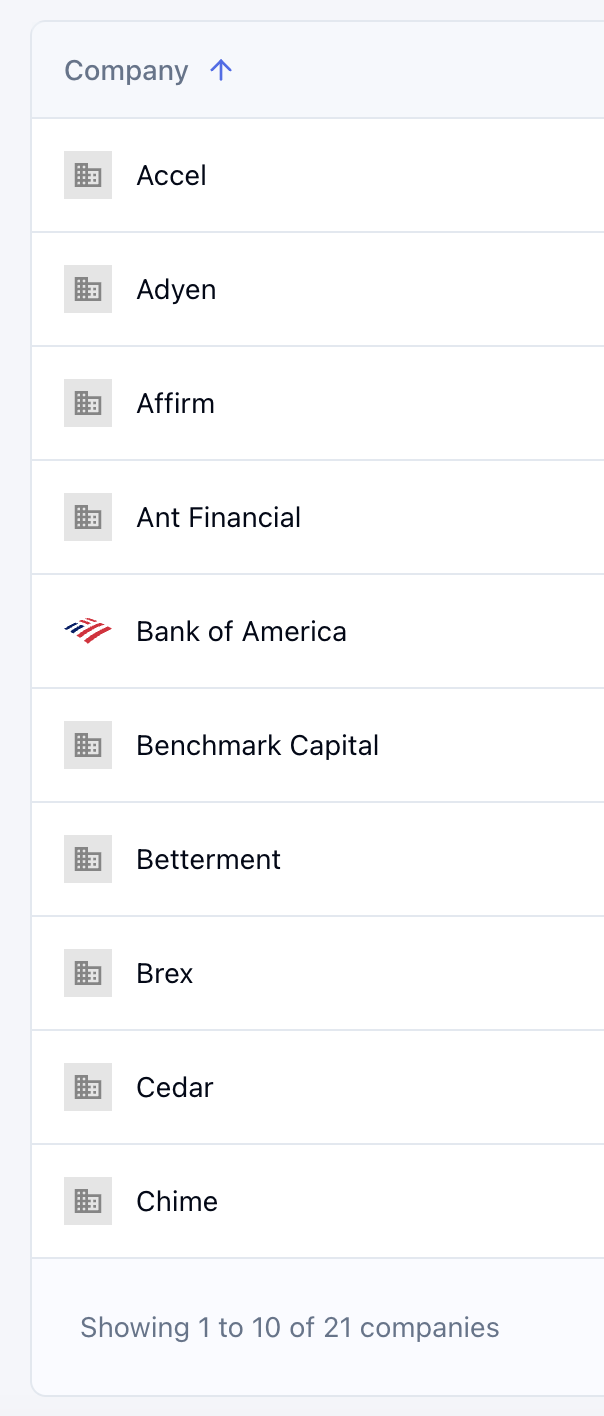 Company
Accel
Adyen
Affirm
Ant Financial
Bank of America
Benchmark Capital
Betterment
Brex
Cedar
Chime
Showing 1 to 10 of 21 companies